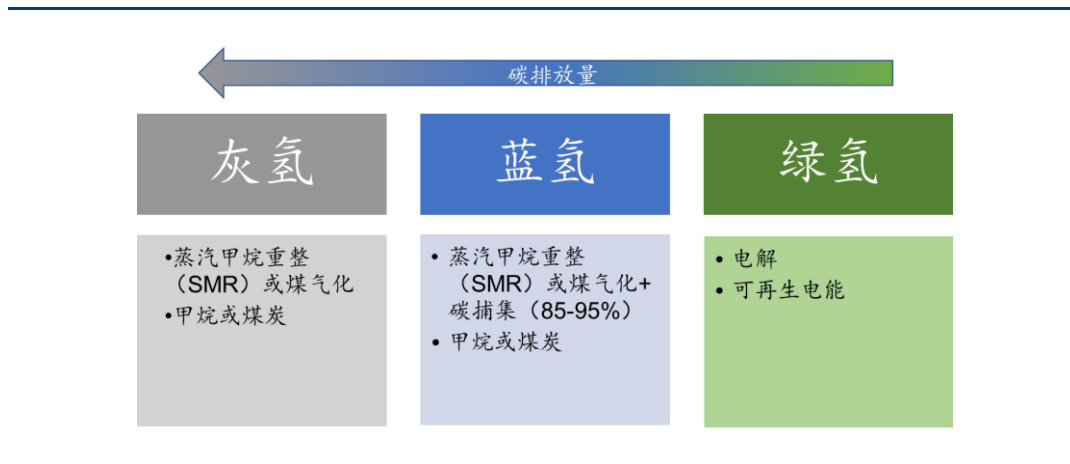 碳排放量
灰氢
蓝氢
绿氢
•蒸汽甲烷重整
（SMR）或煤气化
•甲烷或煤炭
• 蒸汽甲烷重整
（SMR）或煤气化+
碳捕集（85-95%）
• 甲烷或煤炭
• 电解
• 可再生电能